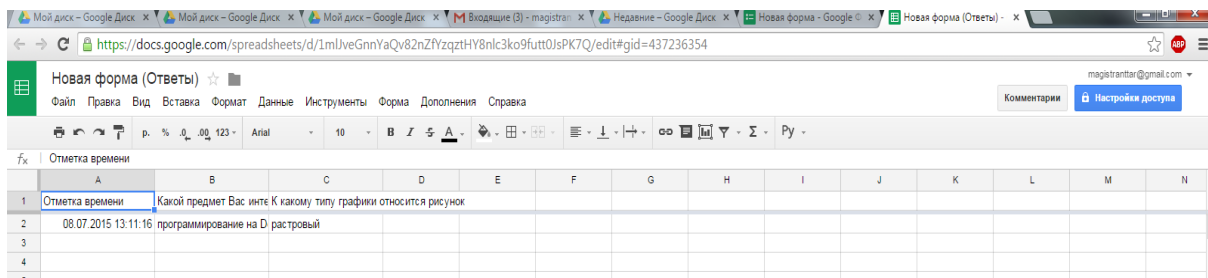 Мой диск – Google Диск × Мой диск – Google Диск × Мой диск – Google Диск × Входящие (3) - magistran × Недавние – Google Диск × Новая форма - Google × Новая форма (Ответы) - ×
https://docs.google.com/spreadsheets/d/1mlJveGnnYaQv82nZfYzqztHY8nlc3ko9futt0JsPK7Q/edit#gid=437236354 ABP
Новая форма (Ответы) magistranttar@gmail.com
Файл Правка Вид Вставка Формат Данные Инструменты Форма Дополнения Справка Комментарии Настройки доступа
р. % .0 .00 123 Arial 10 B I S A Σ Ру
fx Отметка времени
A B C D E F G H I J K L M N
1 Отметка времени Какой предмет Вас инте К какому типу графики относится рисунок
2 08.07.2015 13:11:16 программирование на D растровый
3
4